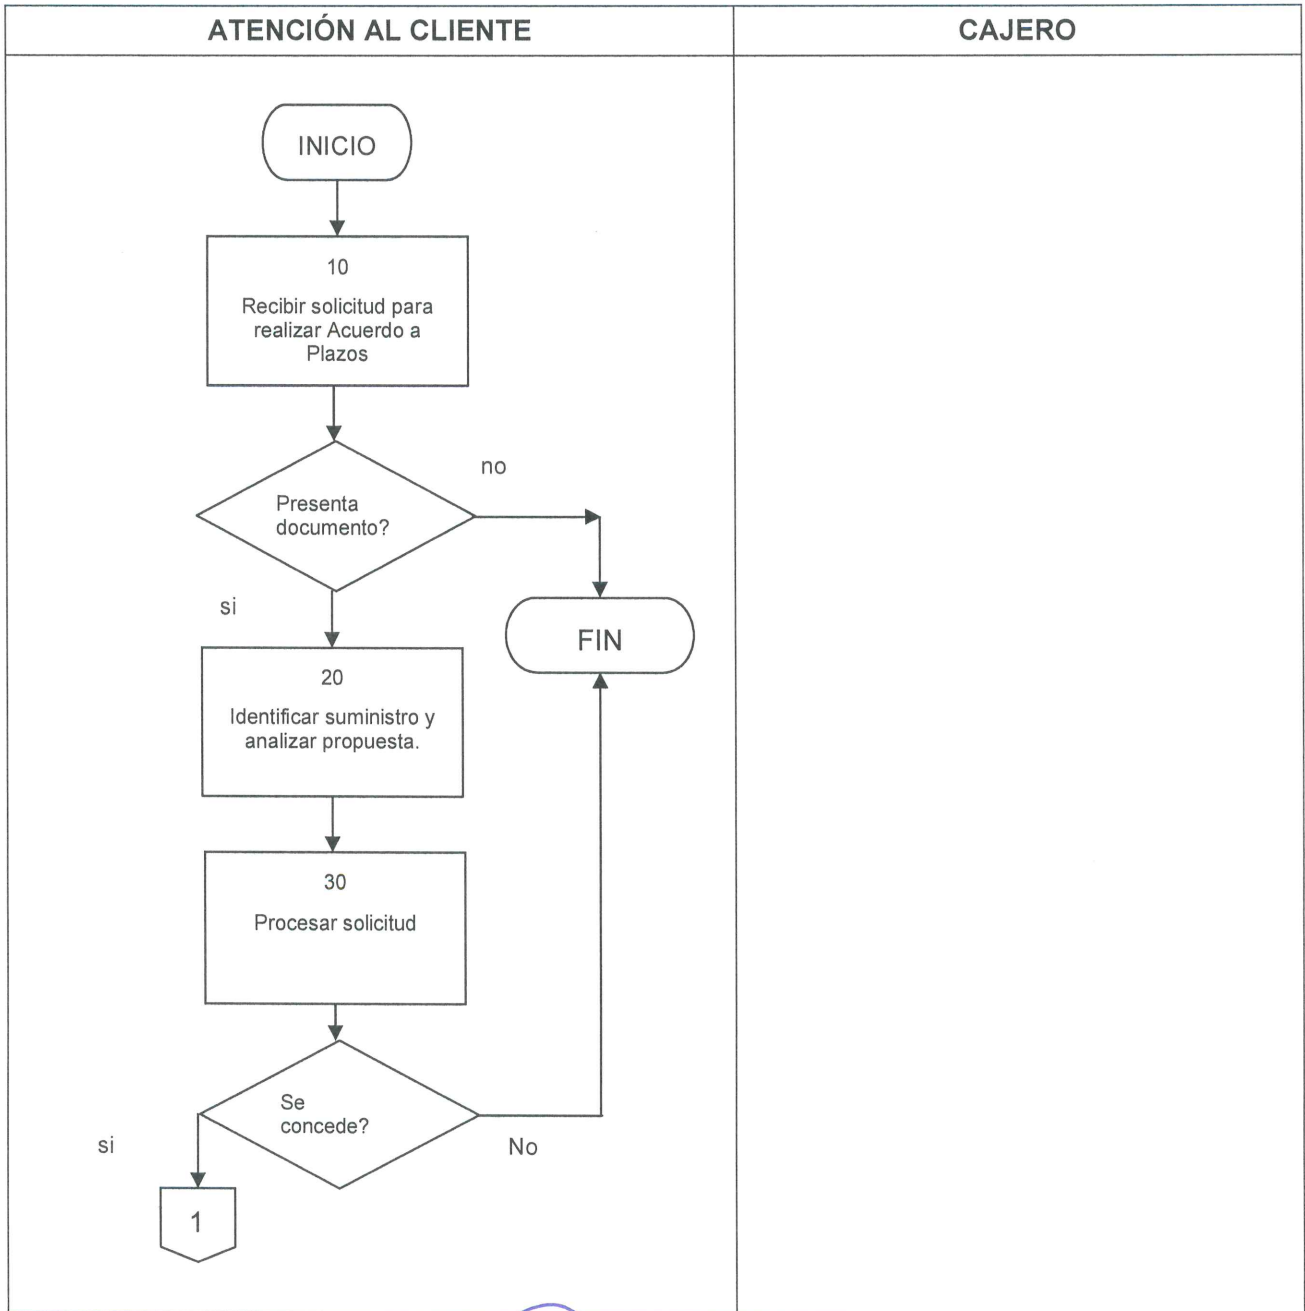 ATENCIÓN AL CLIENTE
CAJERO
INICIO
10
Recibir solicitud para
realizar Acuerdo a
Plazos
no
Presenta
documento?
si
FIN
20
Identificar suministro y
analizar propuesta.
30
Procesar solicitud
Se
concede?
si
No
1